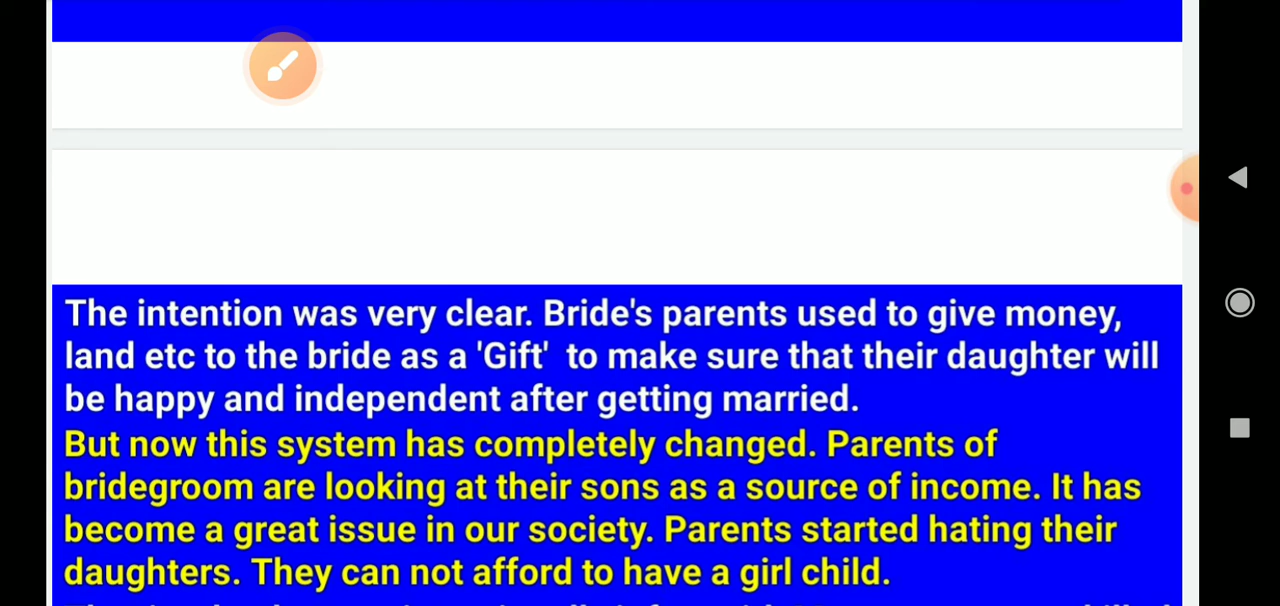 The intention was very clear. Bride's parents used to give money,
land etc to the bride as a 'Gift' to make sure that their daughter will
be happy and independent after getting married.
But now this system has completely changed. Parents of
bridegroom are looking at their sons as a source of income. It has
become a great issue in our society. Parents started hating their
daughters. They can not afford to have a girl child.